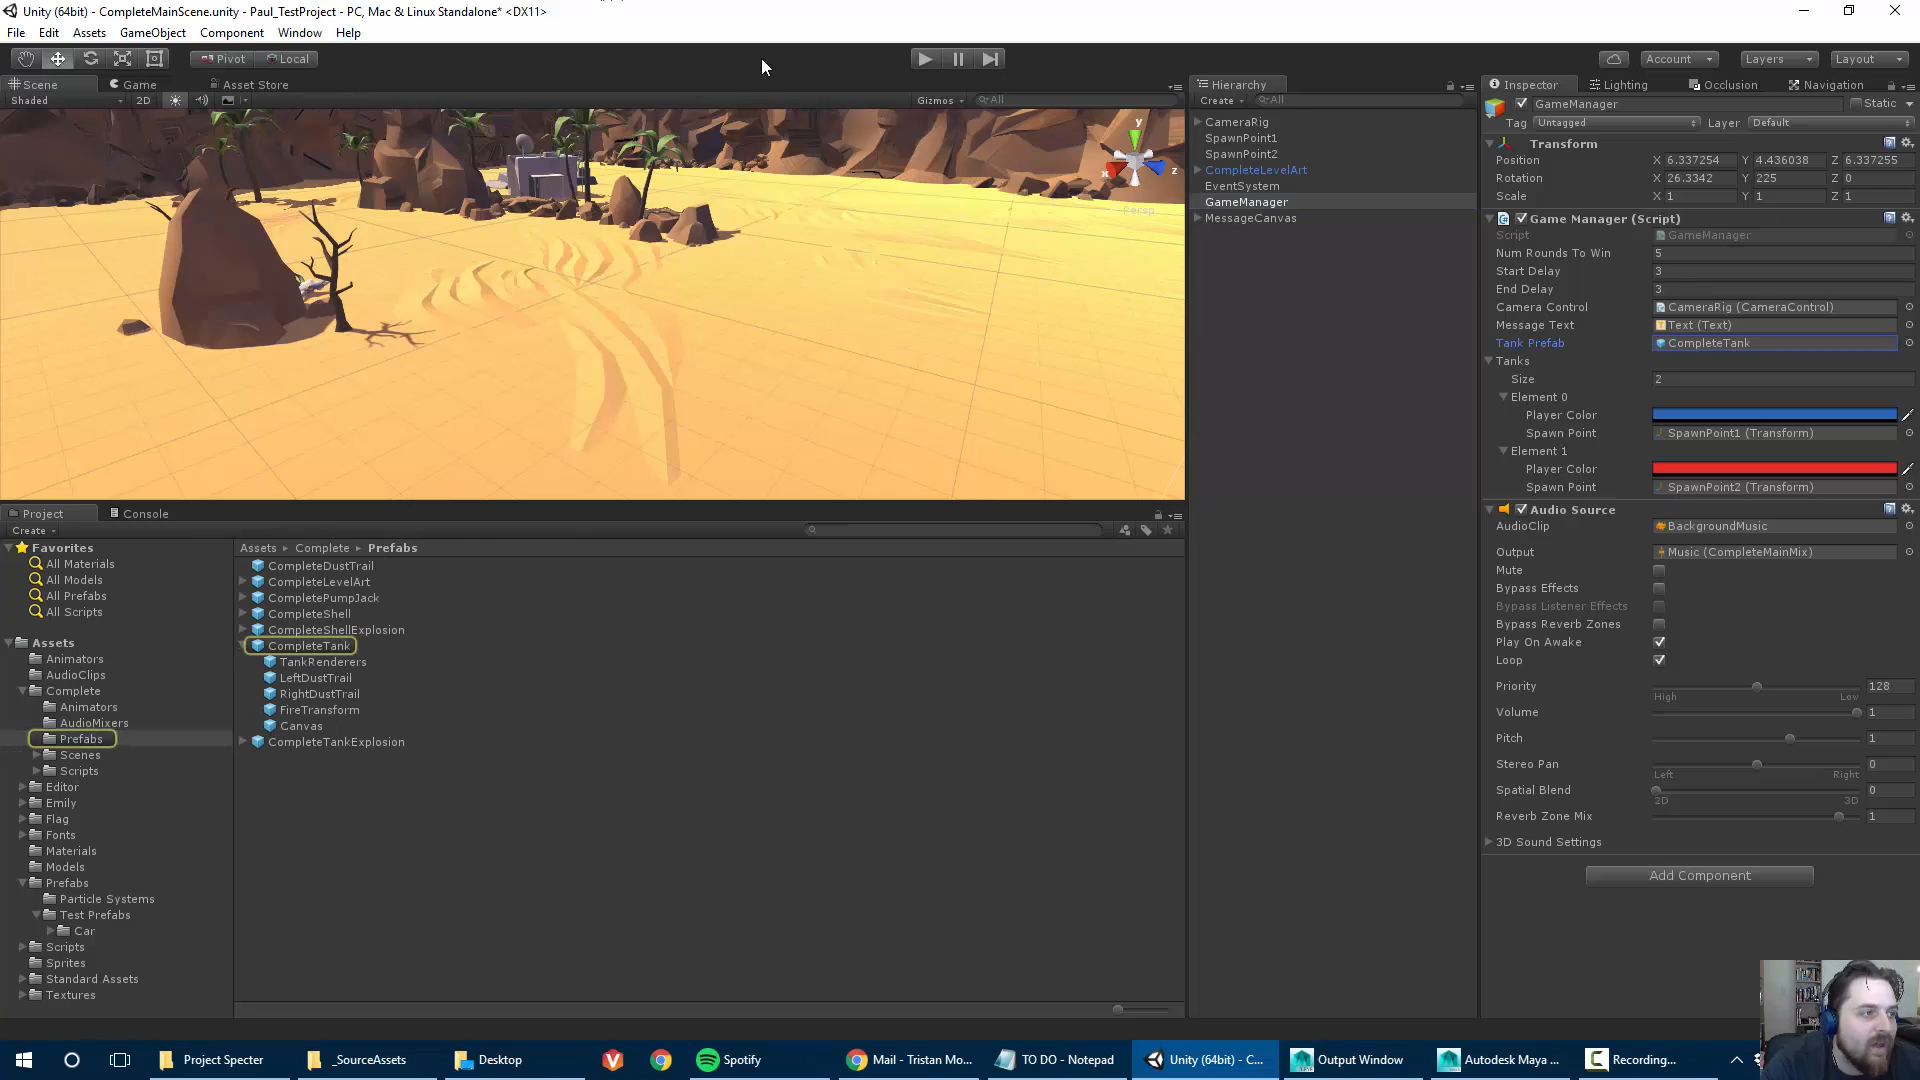 Unity (64bit) - CompleteMainScene.unity - Paul_TestProject - PC, Mac & Linux Standalone* <DX11>
File Edit Assets GameObject Component Window Help
Pivot Local Account Layers Layout
Scene Game Asset Store
Shaded 2D Gizmos All
y x z
Persp
Hierarchy
Create All
CameraRig
SpawnPoint1
SpawnPoint2
CompleteLevelArt
EventSystem
GameManager
MessageCanvas
Inspector Lighting Occlusion Navigation
GameManager Static
Tag Untagged Layer Default
Transform
Position X 6.337254 Y 4.436038 Z 6.337255
Rotation X 26.3342 Y 225 Z 0
Scale X 1 Y 1 Z 1
Game Manager (Script)
Script GameManager
Num Rounds To Win 5
Start Delay 3
End Delay 3
Camera Control CameraRig (CameraControl)
Message Text Text (Text)
Tank Prefab CompleteTank
Tanks
Size 2
Element 0
Player Color
Spawn Point SpawnPoint1 (Transform)
Element 1
Player Color
Spawn Point SpawnPoint2 (Transform)
Audio Source
AudioClip BackgroundMusic
Output Music (CompleteMainMix)
Mute
Bypass Effects
Bypass Listener Effects
Bypass Reverb Zones
Play On Awake
Loop
Priority 128
High Low
Volume 1
Pitch 1
Stereo Pan 0
Left Right
Spatial Blend 0
2D 3D
Reverb Zone Mix 1
3D Sound Settings
Add Component
Project Console
Create
Favorites
All Materials
All Models
All Prefabs
All Scripts
Assets
Animators
AudioClips
Complete
Animators
AudioMixers
Prefabs
Scenes
Scripts
Editor
Emily
Flag
Fonts
Materials
Models
Prefabs
Particle Systems
Test Prefabs
Car
Scripts
Sprites
Standard Assets
Textures
Assets Complete Prefabs
CompleteDustTrail
CompleteLevelArt
CompletePumpJack
CompleteShell
CompleteShellExplosion
CompleteTank
TankRenderers
LeftDustTrail
RightDustTrail
FireTransform
Canvas
CompleteTankExplosion
Project Specter _SourceAssets Desktop Spotify Mail - Tristan Mo... TO DO - Notepad Unity (64bit) - C... Output Window Autodesk Maya ... Recording...